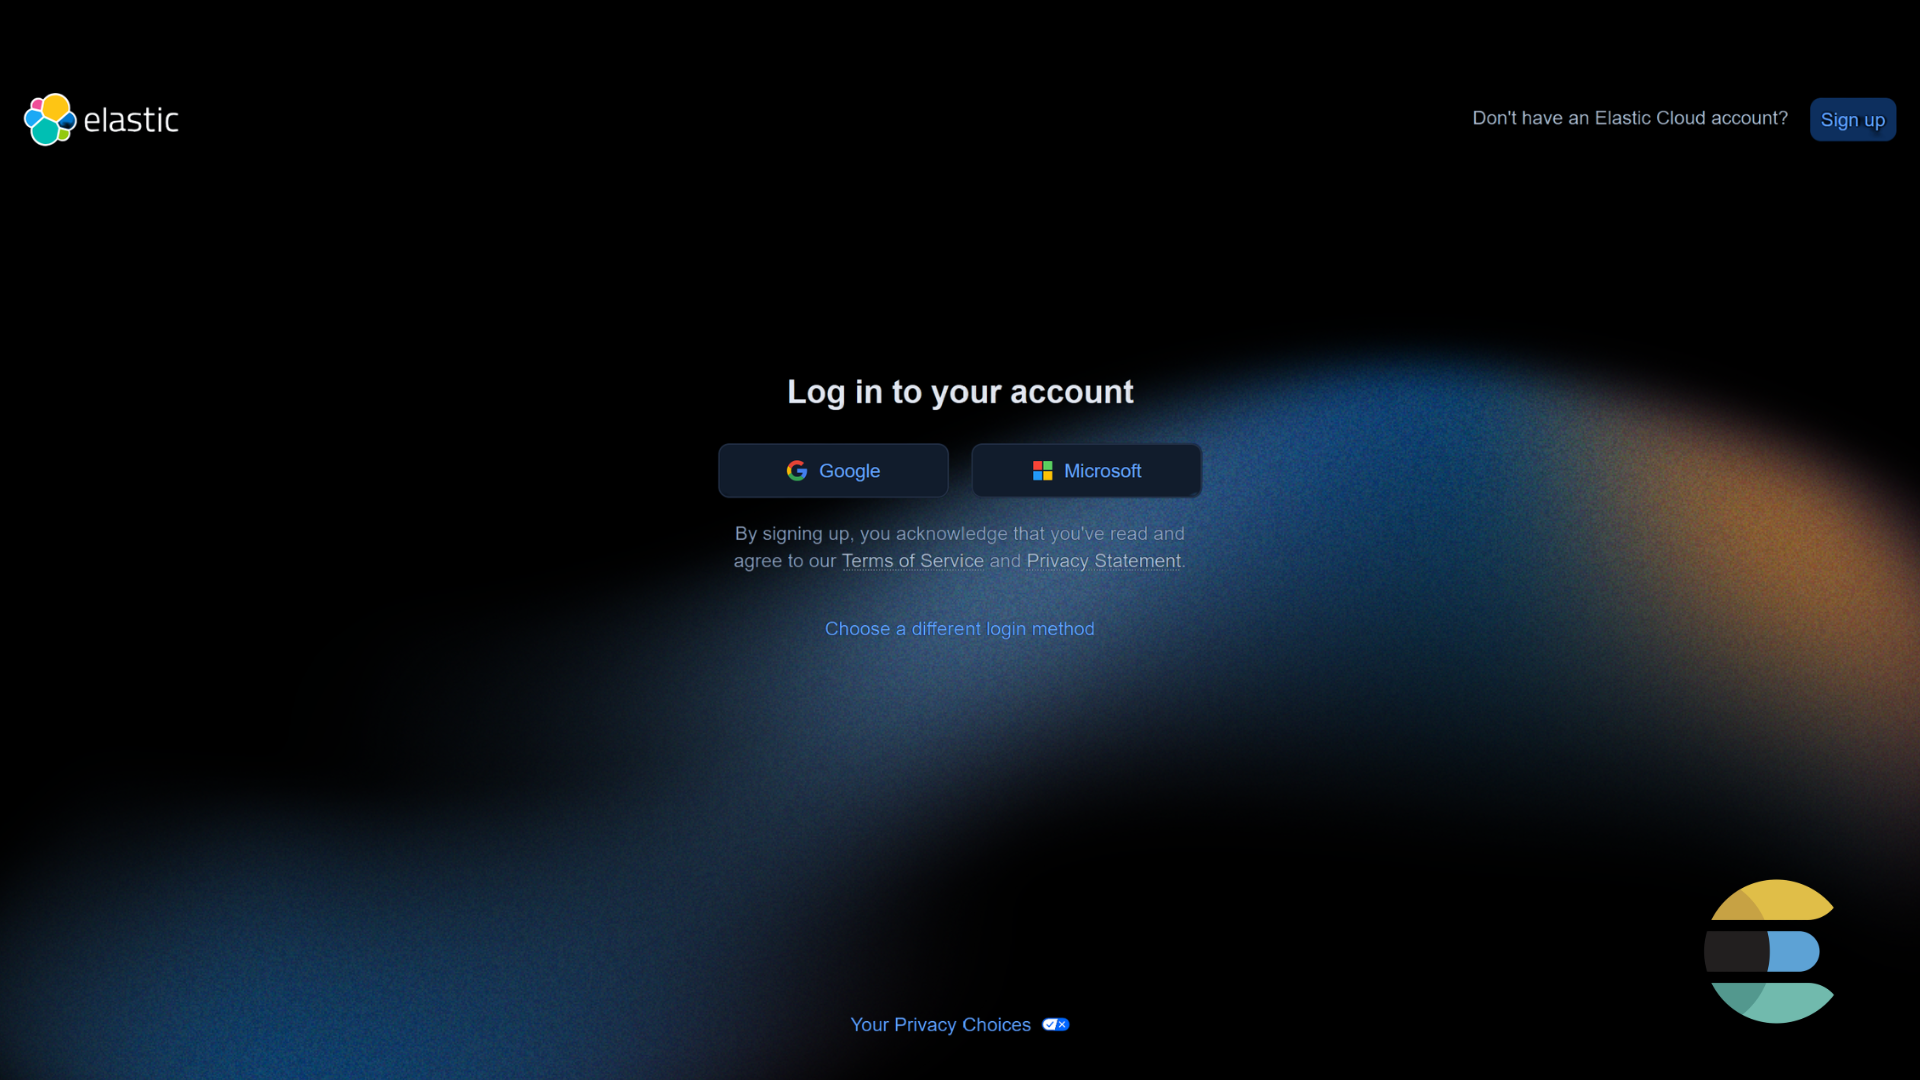 elastic
Don't have an Elastic Cloud account?
Sign up
Log in to your account
Google
Microsoft
By signing up, you acknowledge that you've read and
agree to our Terms of Service and Privacy Statement.
Choose a different login method
Your Privacy Choices